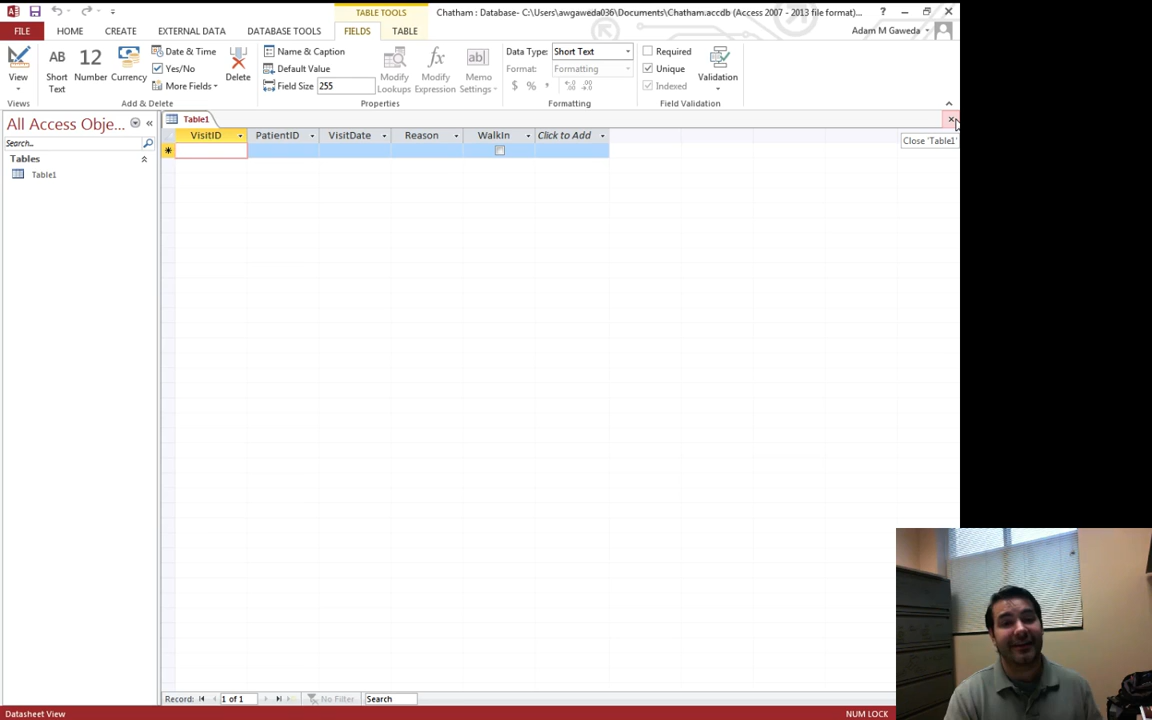 TABLE TOOLS
Chatham : Database- C:\Users\awgaweda036\Documents\Chatham.accdb (Access 2007 - 2013 file format)...
FILE HOME CREATE EXTERNAL DATA DATABASE TOOLS FIELDS TABLE Adam M Gaweda
View
Views
AB
Short
Text
12
Number
Currency
Date & Time
Yes/No
More Fields
Delete
Add & Delete
Name & Caption
Default Value
Field Size 255
Modify
Lookups
fx
Modify
Expression
ab|
Memo
Settings
Properties
Data Type: Short Text
Format: Formatting
$ % ,
Formatting
Required
Unique
Indexed
Validation
Field Validation
All Access Obje...
Search...
Tables
Table1
Table1
Close 'Table1'
VisitID PatientID VisitDate Reason WalkIn Click to Add
Record: 1 of 1 No Filter Search
Datasheet View NUM LOCK